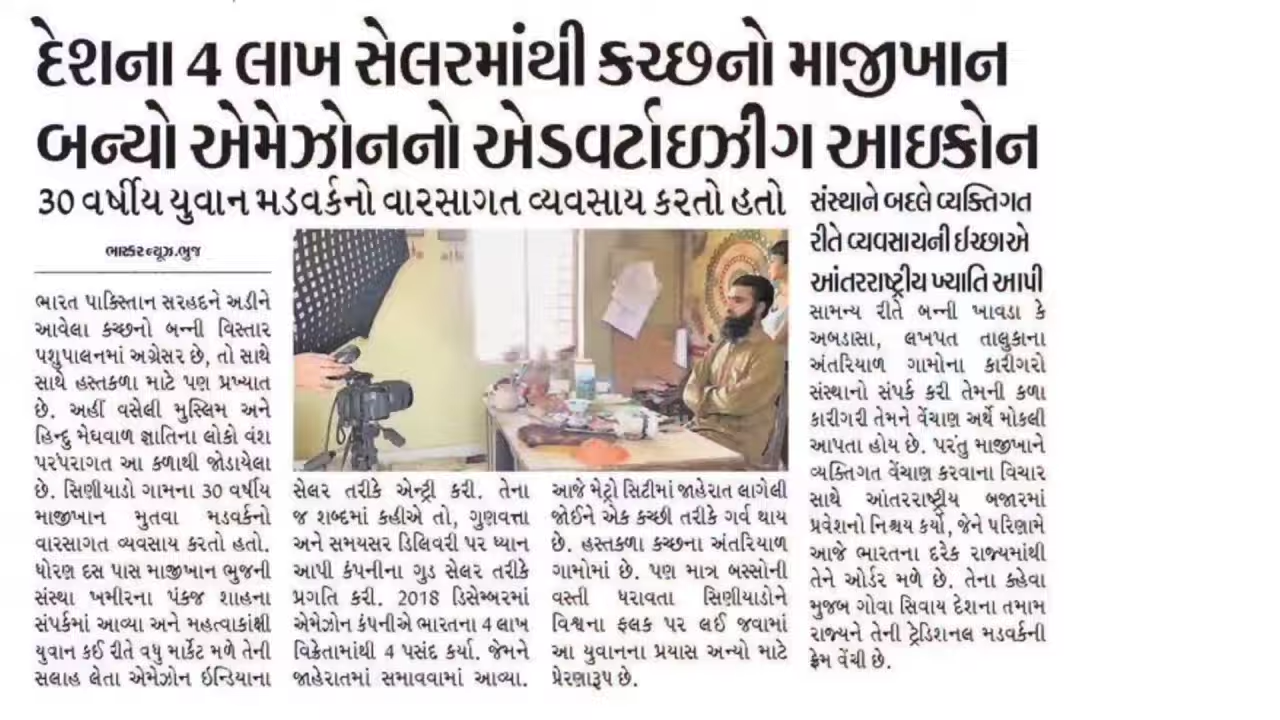 દેશના 4 લાખ સેલરમાંથી કચ્છનો માજીખાન
બન્યો એમેઝોનનો એડવર્ટાઇઝીગ આઇકોન
30 વર્ષીય યુવાન મડવર્કનો વારસાગત વ્યવસાય કરતો હતો
ભાસ્કર ન્યૂઝ.ભુજ
ભારત પાકિસ્તાન સરહદને અડીને
આવેલા કચ્છનો બન્ની વિસ્તાર
પશુપાલનમાં અગ્રેસર છે, તો સાથે
સાથે હસ્તકળા માટે પણ પ્રખ્યાત
છે. અહીં વસેલી મુસ્લિમ અને
હિન્દુ મેઘવાળ જ્ઞાતિના લોકો વંશ
પરંપરાગત આ કળાથી જોડાયેલા
છે. સિણીયાડો ગામના 30 વર્ષીય
માજીખાન મુતવા મડવર્કનો
વારસાગત વ્યવસાય કરતો હતો.
ધોરણ દસ પાસ માજીખાન ભુજની
સંસ્થા ખમીરના પંકજ શાહના
સંપર્કમાં આવ્યા અને મહત્વાકાંક્ષી
યુવાન કઈ રીતે વધુ માર્કેટ મળે તેની
સલાહ લેતા એમેઝોન ઇન્ડિયાના
સેલર તરીકે એન્ટ્રી કરી. તેના
જ શબ્દમાં કહીએ તો, ગુણવત્તા
અને સમયસર ડિલિવરી પર ધ્યાન
આપી કંપનીના ગુડ સેલર તરીકે
પ્રગતિ કરી. 2018 ડિસેમ્બરમાં
એમેઝોન કંપનીએ ભારતના 4 લાખ
વિક્રેતામાંથી 4 પસંદ કર્યા. જેમને
જાહેરાતમાં સમાવવામાં આવ્યા.
આજે મેટ્રો સિટીમાં જાહેરાત લાગેલી
જોઈને એક કચ્છી તરીકે ગર્વ થાય
છે. હસ્તકળા કચ્છના અંતરિયાળ
ગામોમાં છે. પણ માત્ર બસ્સોની
વસ્તી ધરાવતા સિણીયાડોને
વિશ્વના ફલક પર લઈ જવામાં
આ યુવાનના પ્રયાસ અન્યો માટે
પ્રેરણારૂપ છે.
સંસ્થાને બદલે વ્યક્તિગત
રીતે વ્યવસાયની ઈચ્છાએ
આંતરરાષ્ટ્રીય ખ્યાતિ આપી
સામન્ય રીતે બન્ની ખાવડા કે
અબડાસા, લખપત તાલુકાના
અંતરિયાળ ગામોના કારીગરો
સંસ્થાનો સંપર્ક કરી તેમની કળા
કારીગરી તેમને વેંચાણ અર્થે મોકલી
આપતા હોય છે. પરંતુ માજીખાને
વ્યક્તિગત વેંચાણ કરવાના વિચાર
સાથે આંતરરાષ્ટ્રીય બજારમાં
પ્રવેશનો નિશ્ચય કર્યો, જેને પરિણામે
આજે ભારતના દરેક રાજ્યમાંથી
તેને ઓર્ડર મળે છે. તેના કહેવા
મુજબ ગોવા સિવાય દેશના તમામ
રાજ્યને તેની ટ્રેડિશનલ મડવર્કની
ફ્રેમ વેંચી છે.